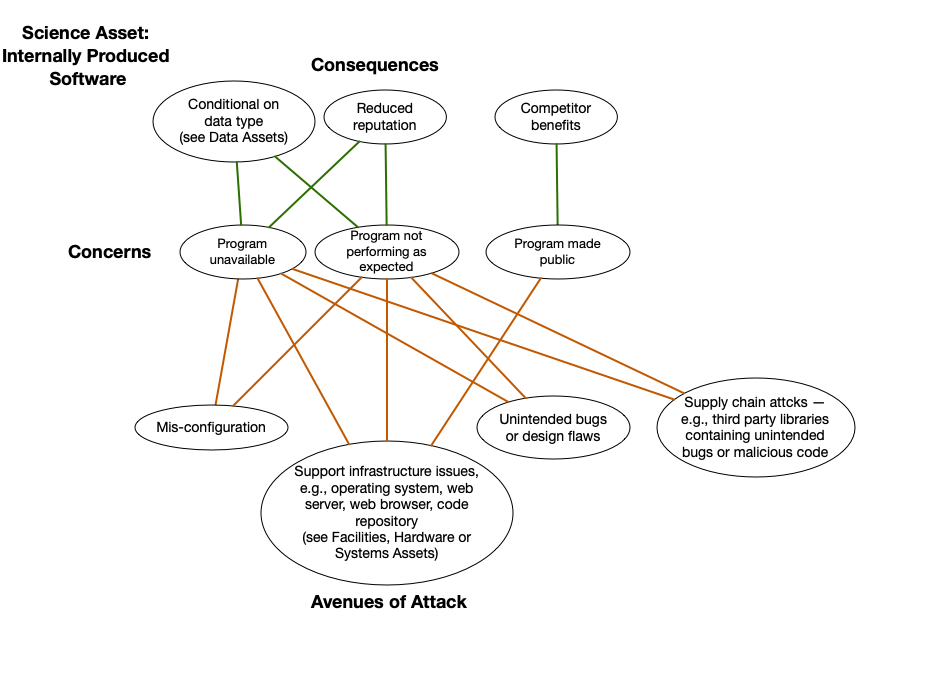 Science Asset:
Internally Produced
Software
Consequences
Conditional on
data type
(see Data Assets)
Reduced
reputation
Competitor
benefits
Concerns
Program
unavailable
Program not
performing as
expected
Program made
public
Mis-configuration
Support infrastructure issues,
e.g., operating system, web
server, web browser, code
repository
(see Facilities, Hardware or
Systems Assets)
Unintended bugs
or design flaws
Supply chain attcks —
e.g., third party libraries
containing unintended
bugs or malicious code
Avenues of Attack